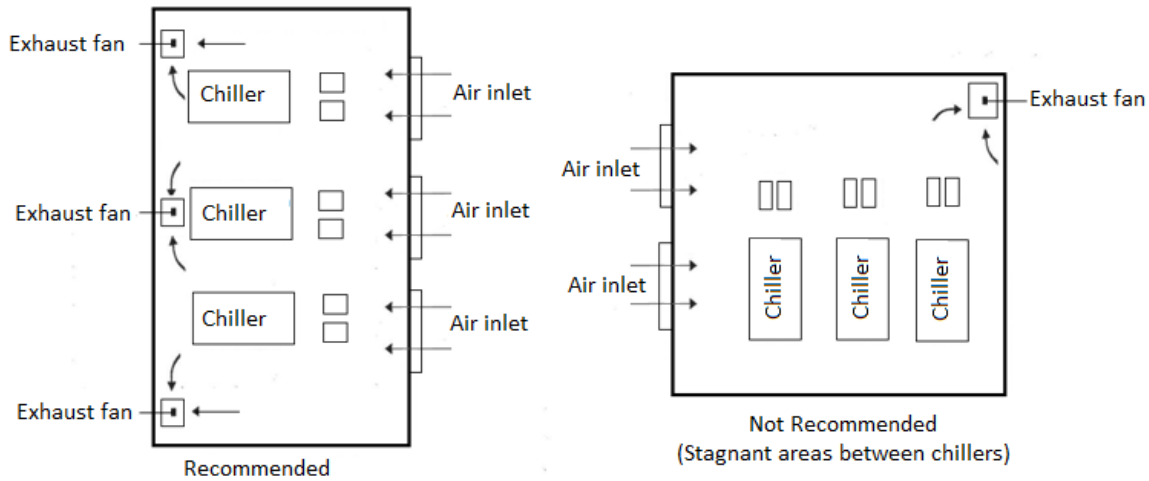 Exhaust fan
Chiller
Air inlet
Exhaust fan
Chiller
Air inlet
Exhaust fan
Chiller
Air inlet
Recommended
Exhaust fan
Air inlet
Air inlet
Chiller
Chiller
Chiller
Not Recommended
(Stagnant areas between chillers)